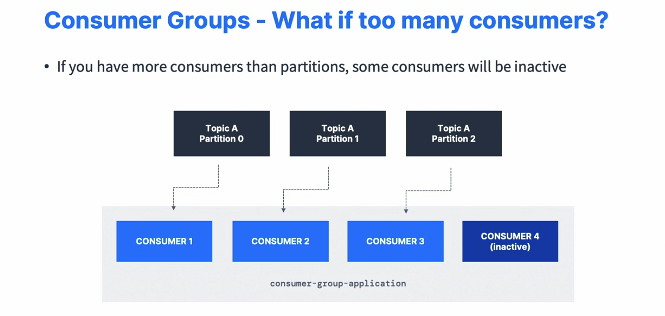 Consumer Groups - What if too many consumers?
• If you have more consumers than partitions, some consumers will be inactive
Topic A
Partition 0
Topic A
Partition 1
Topic A
Partition 2
CONSUMER 1
CONSUMER 2
CONSUMER 3
CONSUMER 4
(inactive)
consumer-group-application